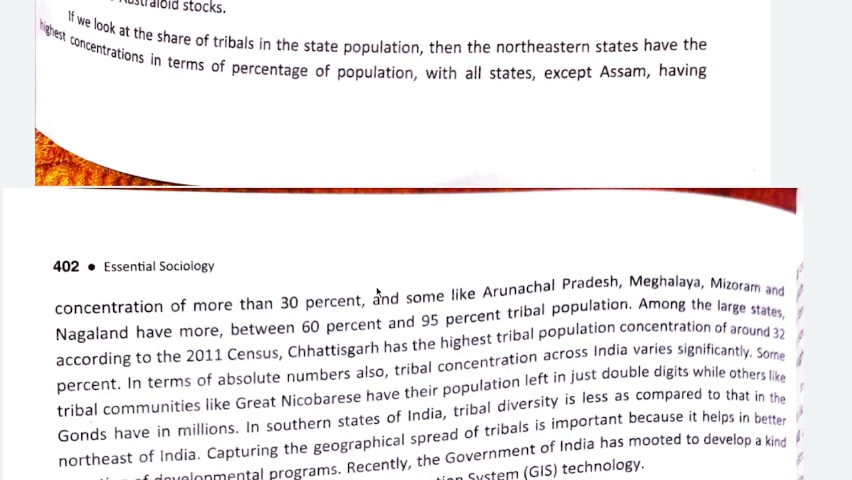 stocks.
If we look at the share of tribals in the state population, then the northeastern states have the
highest concentrations in terms of percentage of population, with all states, except Assam, having
402 • Essential Sociology
concentration of more than 30 percent, and some like Arunachal Pradesh, Meghalaya, Mizoram and
Nagaland have more, between 60 percent and 95 percent tribal population. Among the large states,
according to the 2011 Census, Chhattisgarh has the highest tribal population concentration of around 32
percent. In terms of absolute numbers also, tribal concentration across India varies significantly. Some
tribal communities like Great Nicobarese have their population left in just double digits while others like
Gonds have in millions. In southern states of India, tribal diversity is less as compared to that in the
northeast of India. Capturing the geographical spread of tribals is important because it helps in better
of developmental programs. Recently, the Government of India has mooted to develop a kind
System (GIS) technology.